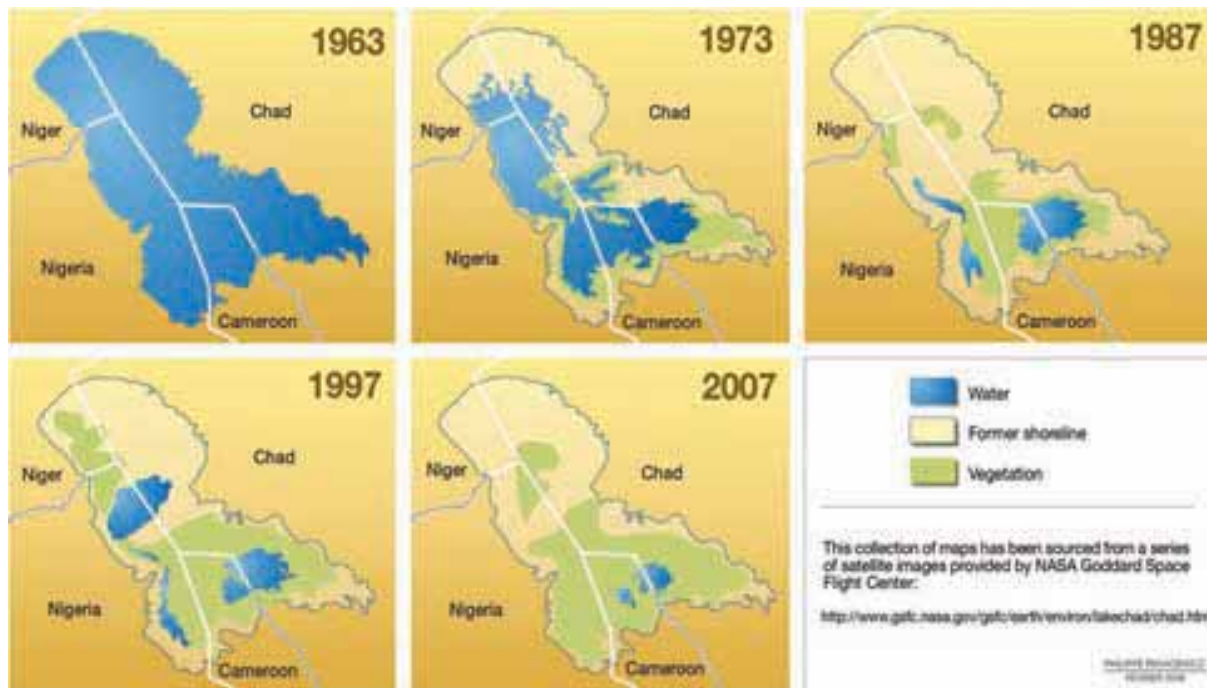 1963
Chad
Niger
Nigeria
Cameroon
1973
Chad
Niger
Nigeria
Cameroon
1987
Chad
Niger
Nigeria
Cameroon
1997
Chad
Niger
Nigeria
Cameroon
2007
Chad
Niger
Nigeria
Cameroon
Water
Former shoreline
Vegetation
This collection of maps has been sourced from a series
of satellite images provided by NASA Goddard Space
Flight Center:
http://www.gsfc.nasa.gov/gsfc/earth/environ/lakechad/chad.htm